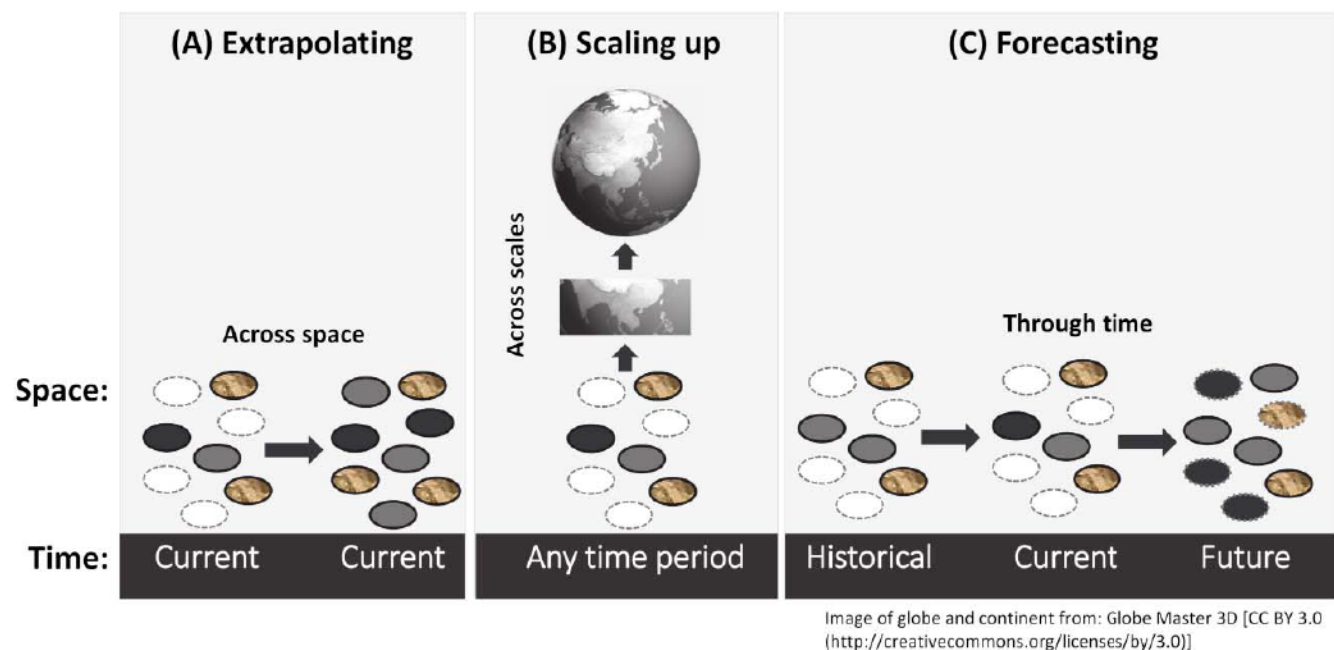 (A) Extrapolating
(B) Scaling up
(C) Forecasting
Across scales
Across space
Through time
Space:
Time:
Current
Current
Any time period
Historical
Current
Future
Image of globe and continent from: Globe Master 3D [CC BY 3.0
(http://creativecommons.org/licenses/by/3.0)]